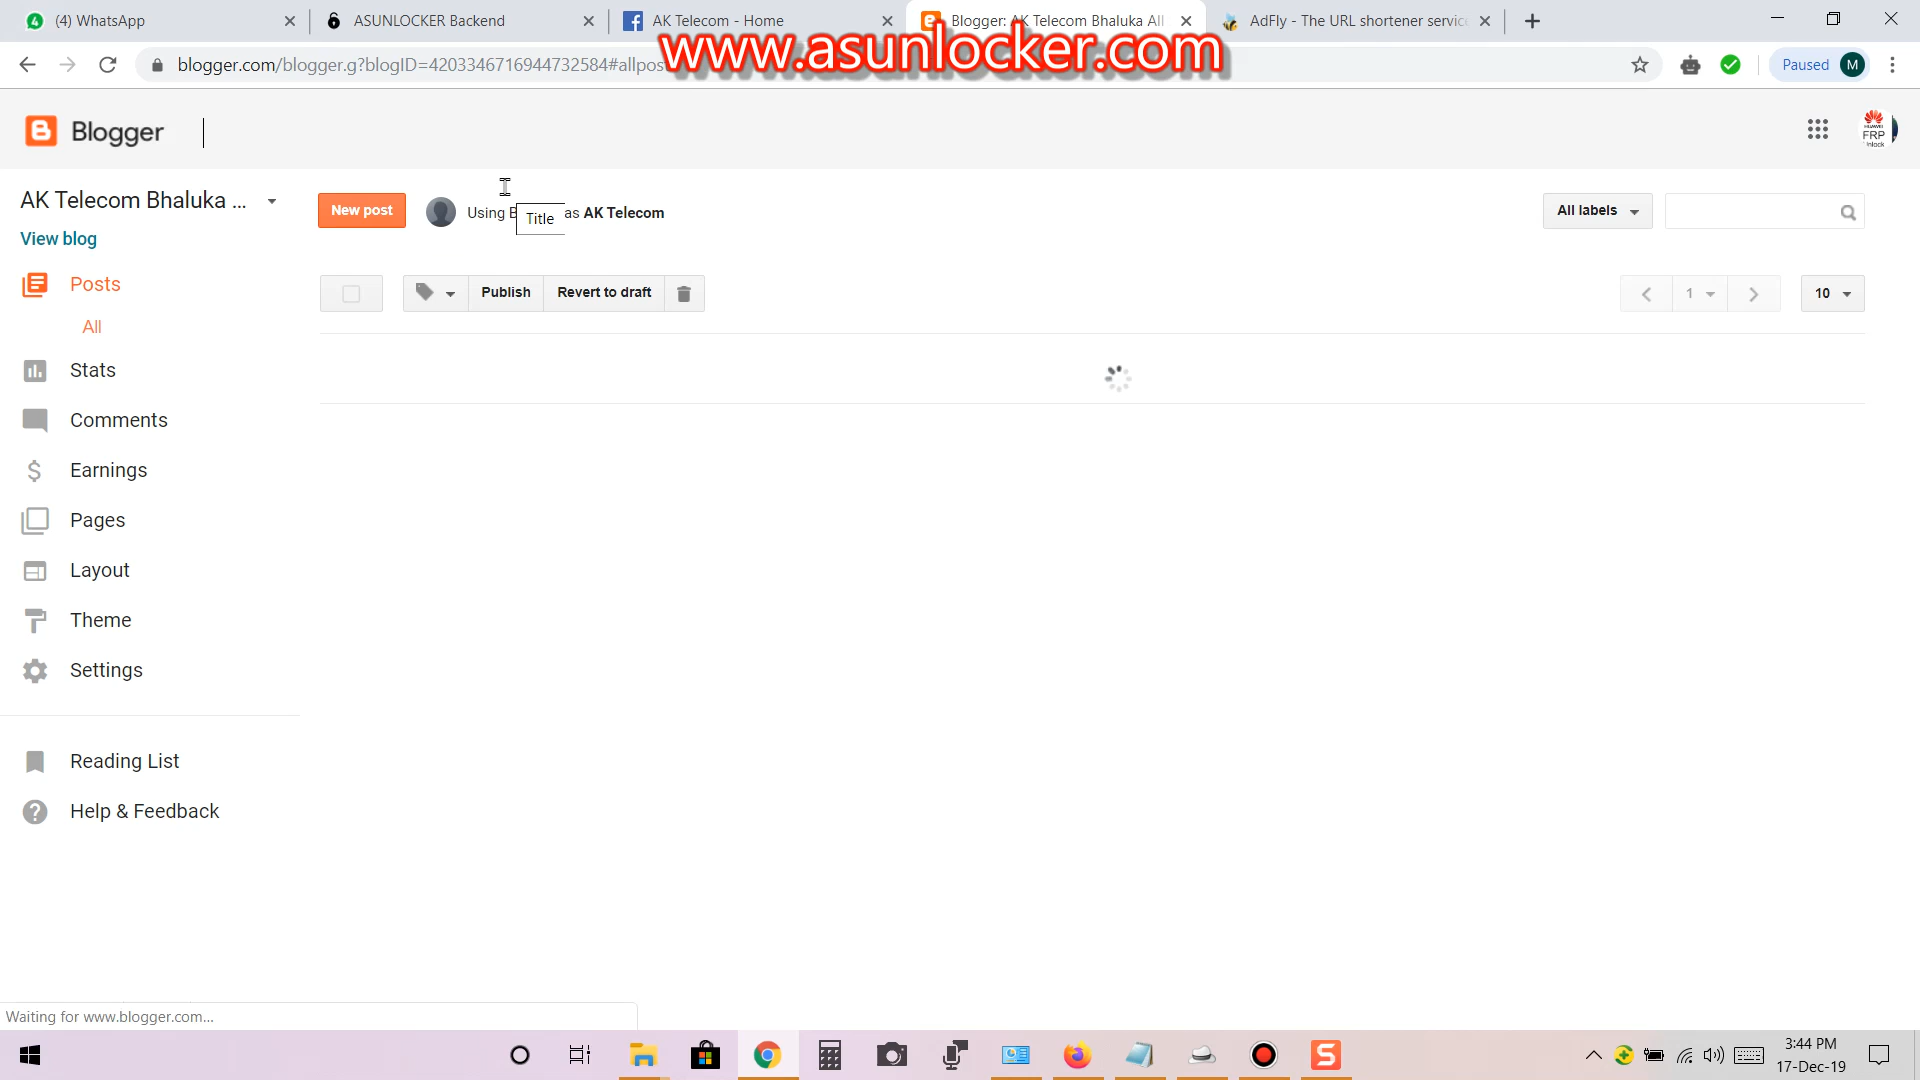 (4) WhatsApp
ASUNLOCKER Backend
AK Telecom - Home
Blogger: AK Telecom Bhaluka All
AdFly - The URL shortener servic
www.asunlocker.com
blogger.com/blogger.g?blogID=4203346716944732584#allpos
Paused
M
Blogger
HUAWEI
FRP
Unlock
AK Telecom Bhaluka ...
New post
Using B
Title
as AK Telecom
All labels
View blog
Posts
Publish
Revert to draft
1
10
All
Stats
Comments
Earnings
Pages
Layout
Theme
Settings
Reading List
Help & Feedback
Waiting for www.blogger.com...
3:44 PM
17-Dec-19